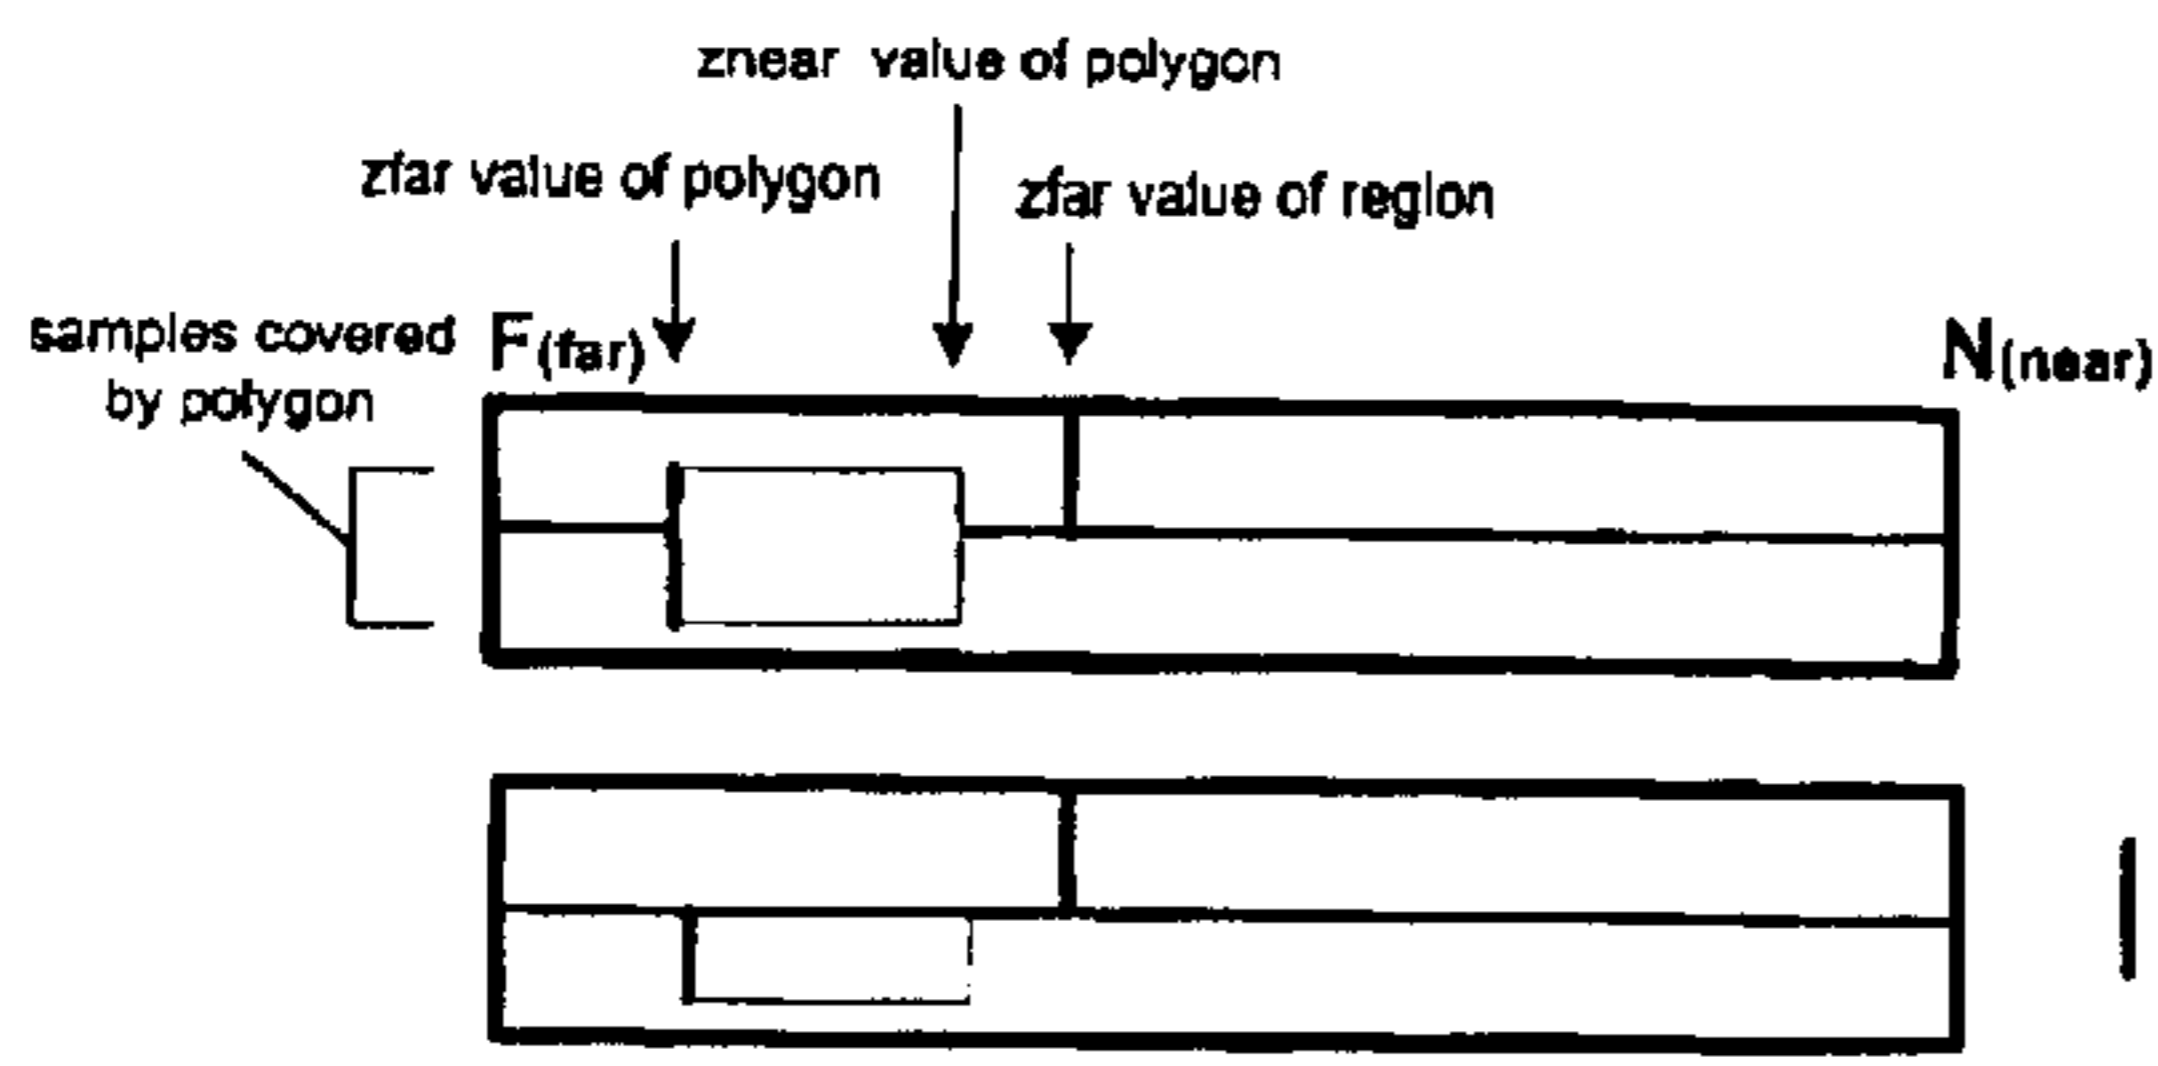 znear value of polygon
zfar value of polygon
zfar value of region
samples covered
by polygon
F(far)
N(near)